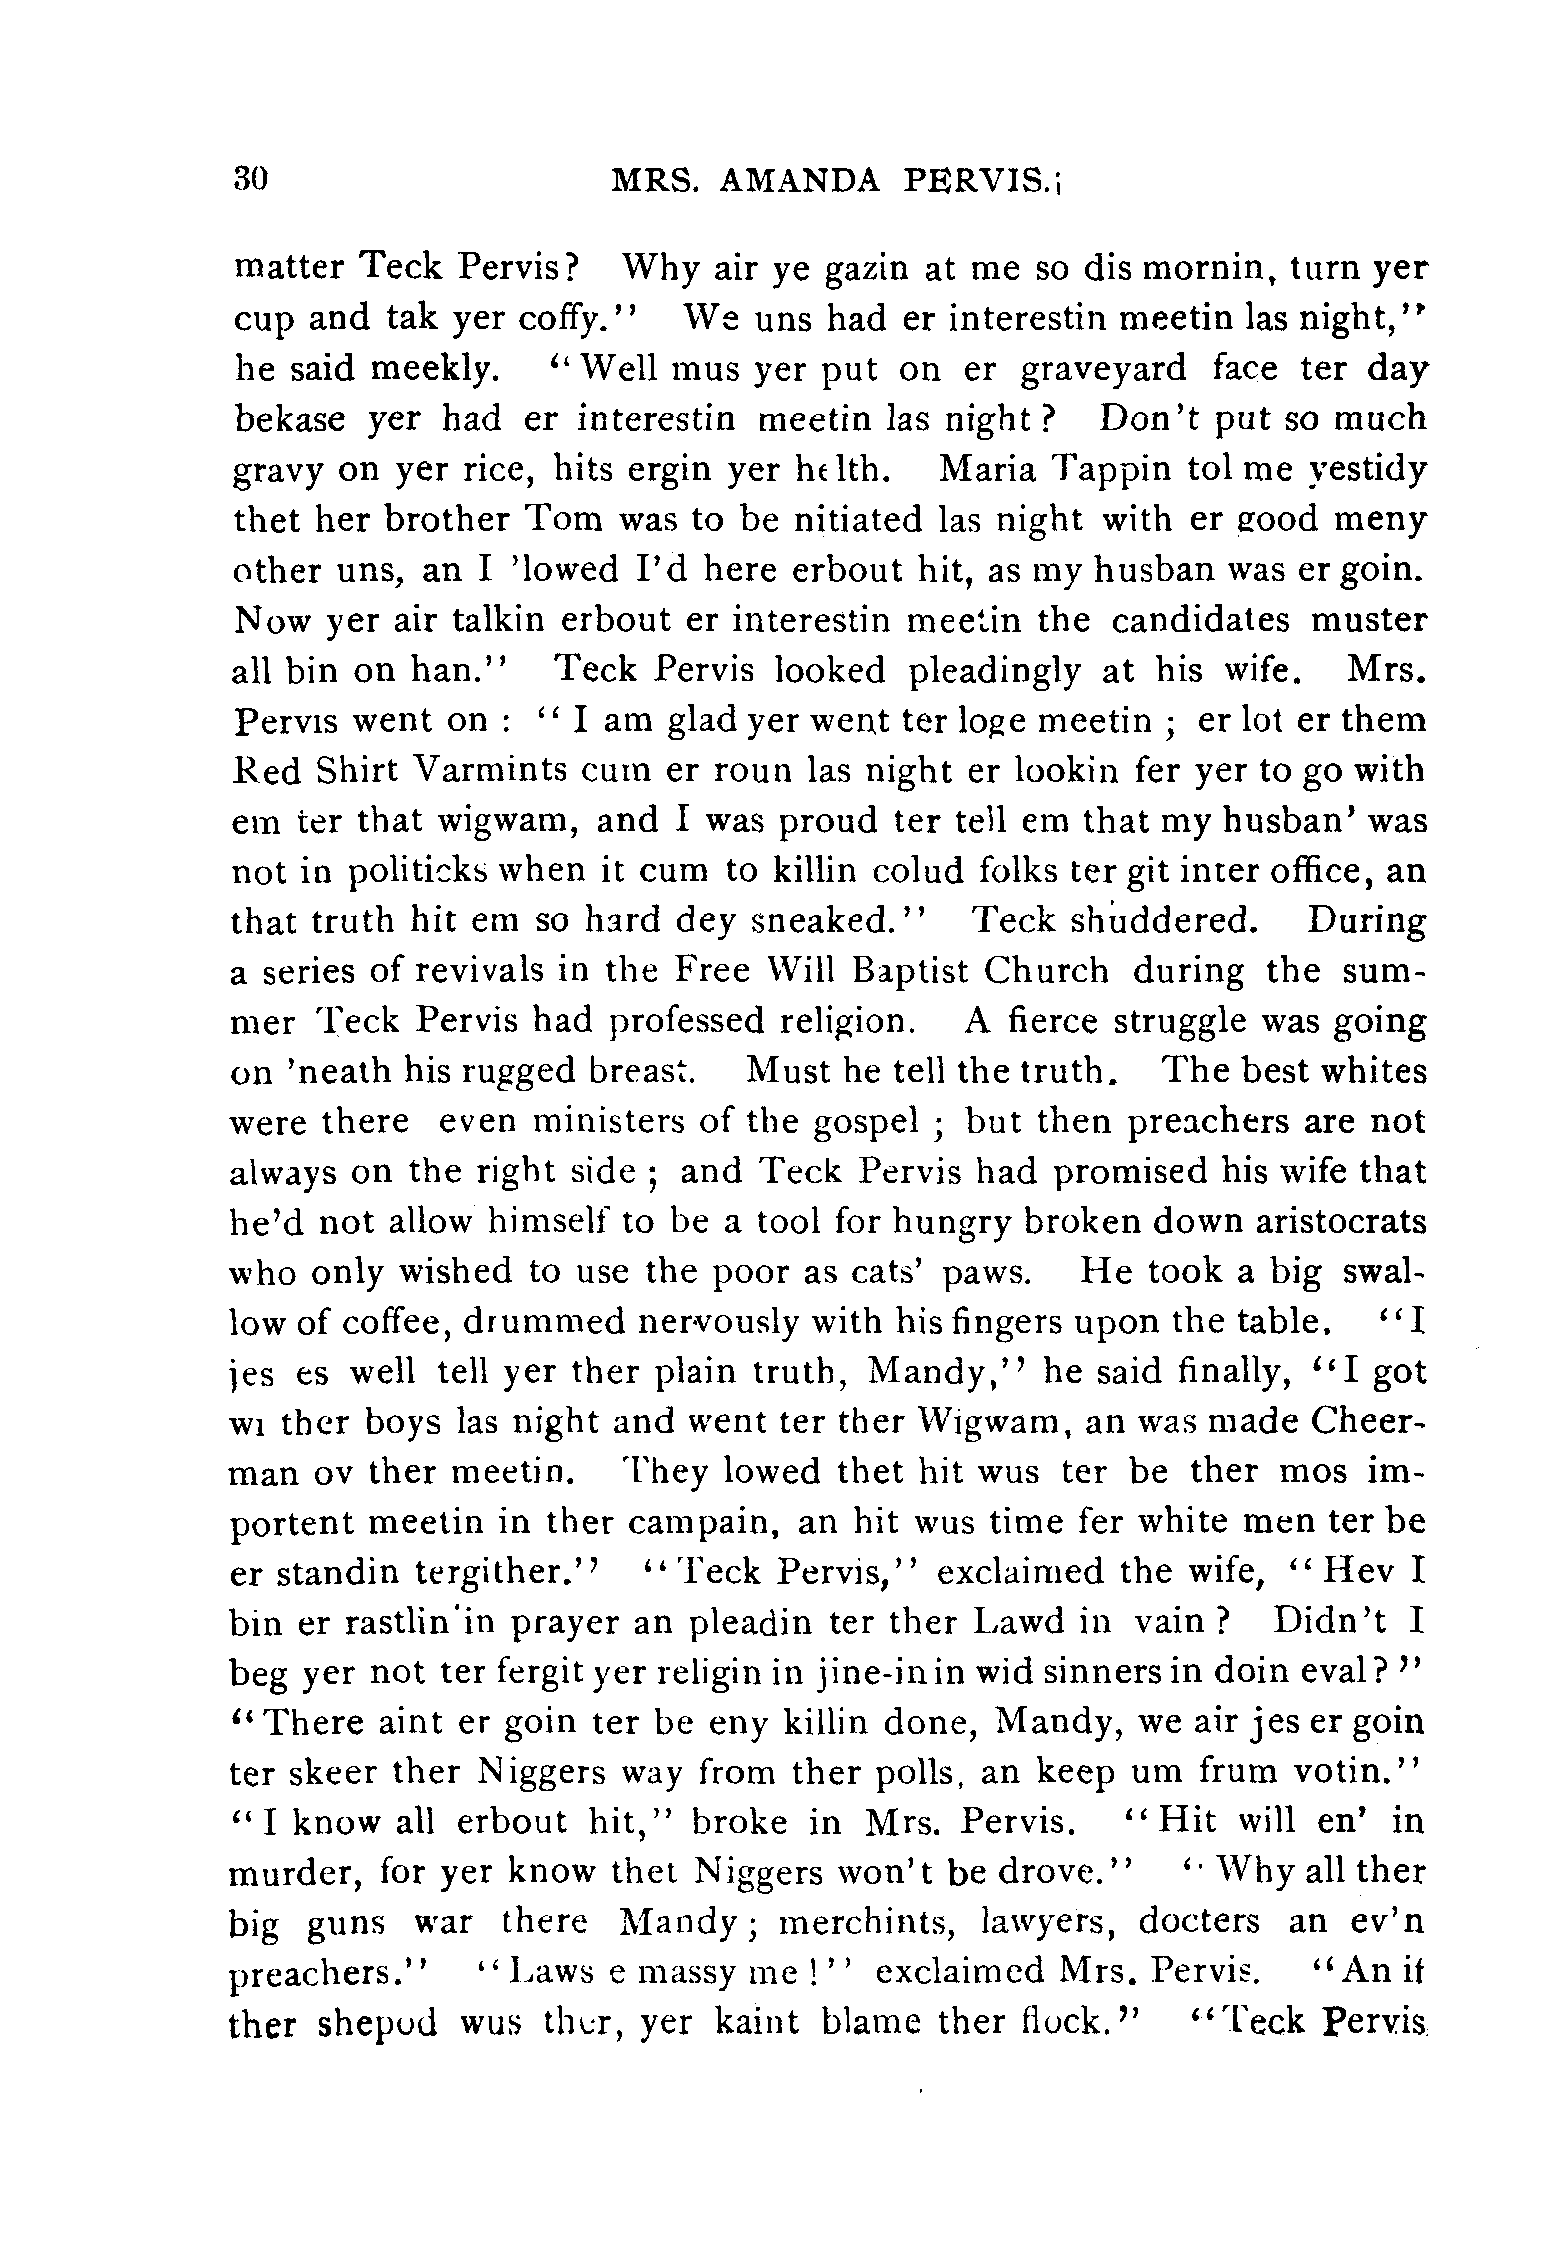 30 MRS. AMANDA PERVIS.
matter Teck Pervis? Why air ye gazin at me so dis mornin, turn yer
cup and tak yer coffy.'' We uns had er interestin meetin las night,''
he said meekly. "Well mus yer put on er graveyard face ter day
bekase yer had er interestin meetin las night? Don't put so much
gravy on yer rice, hits ergin yer helth. Maria Tappin tol me yestidy
thet her brother Tom was to be nitiated las night with er good meny
other uns, an I 'lowed I'd here erbout hit, as my husban was er goin.
Now yer air talkin erbout er interestin meetin the candidates muster
all bin on han.'' Teck Pervis looked pleadingly at his wife. Mrs.
Pervis went on : "I am glad yer went ter loge meetin ; er lot er them
Red Shirt Varmints cum er roun las night er lookin fer yer to go with
em ter that wigwam, and I was proud ter tell em that my husban' was
not in politicks when it cum to killin colud folks ter git inter office, an
that truth hit em so hard dey sneaked.'' Teck shuddered. During
a series of revivals in the Free Will Baptist Church during the sum-
mer Teck Pervis had professed religion. A fierce struggle was going
on 'neath his rugged breast. Must he tell the truth. The best whites
were there even ministers of the gospel ; but then preachers are not
always on the right side ; and Teck Pervis had promised his wife that
he'd not allow himself to be a tool for hungry broken down aristocrats
who only wished to use the poor as cats' paws. He took a big swal-
low of coffee, drummed nervously with his fingers upon the table. "I
jes es well tell yer ther plain truth, Mandy,'' he said finally, "I got
wi ther boys las night and went ter ther Wigwam, an was made Cheer-
man ov ther meetin. They lowed thet hit wus ter be ther mos im-
portent meetin in ther campain, an hit wus time fer white men ter be
er standin tergither.'' "Teck Pervis,'' exclaimed the wife, "Hev I
bin er rastlin in prayer an pleadin ter ther Lawd in vain? Didn't I
beg yer not ter fergit yer religin in jine-in in wid sinners in doin eval?''
"There aint er goin ter be eny killin done, Mandy, we air jes er goin
ter skeer ther Niggers way from ther polls, an keep um frum votin.''
"I know all erbout hit,'' broke in Mrs. Pervis. "Hit will en' in
murder, for yer know thet Niggers won't be drove.'' "Why all ther
big guns war there Mandy ; merchints, lawyers, docters an ev'n
preachers.'' "Laws e massy me!'' exclaimed Mrs. Pervis. "An if
ther shepud wus thur, yer kaint blame ther flock.'' "Teck Pervis